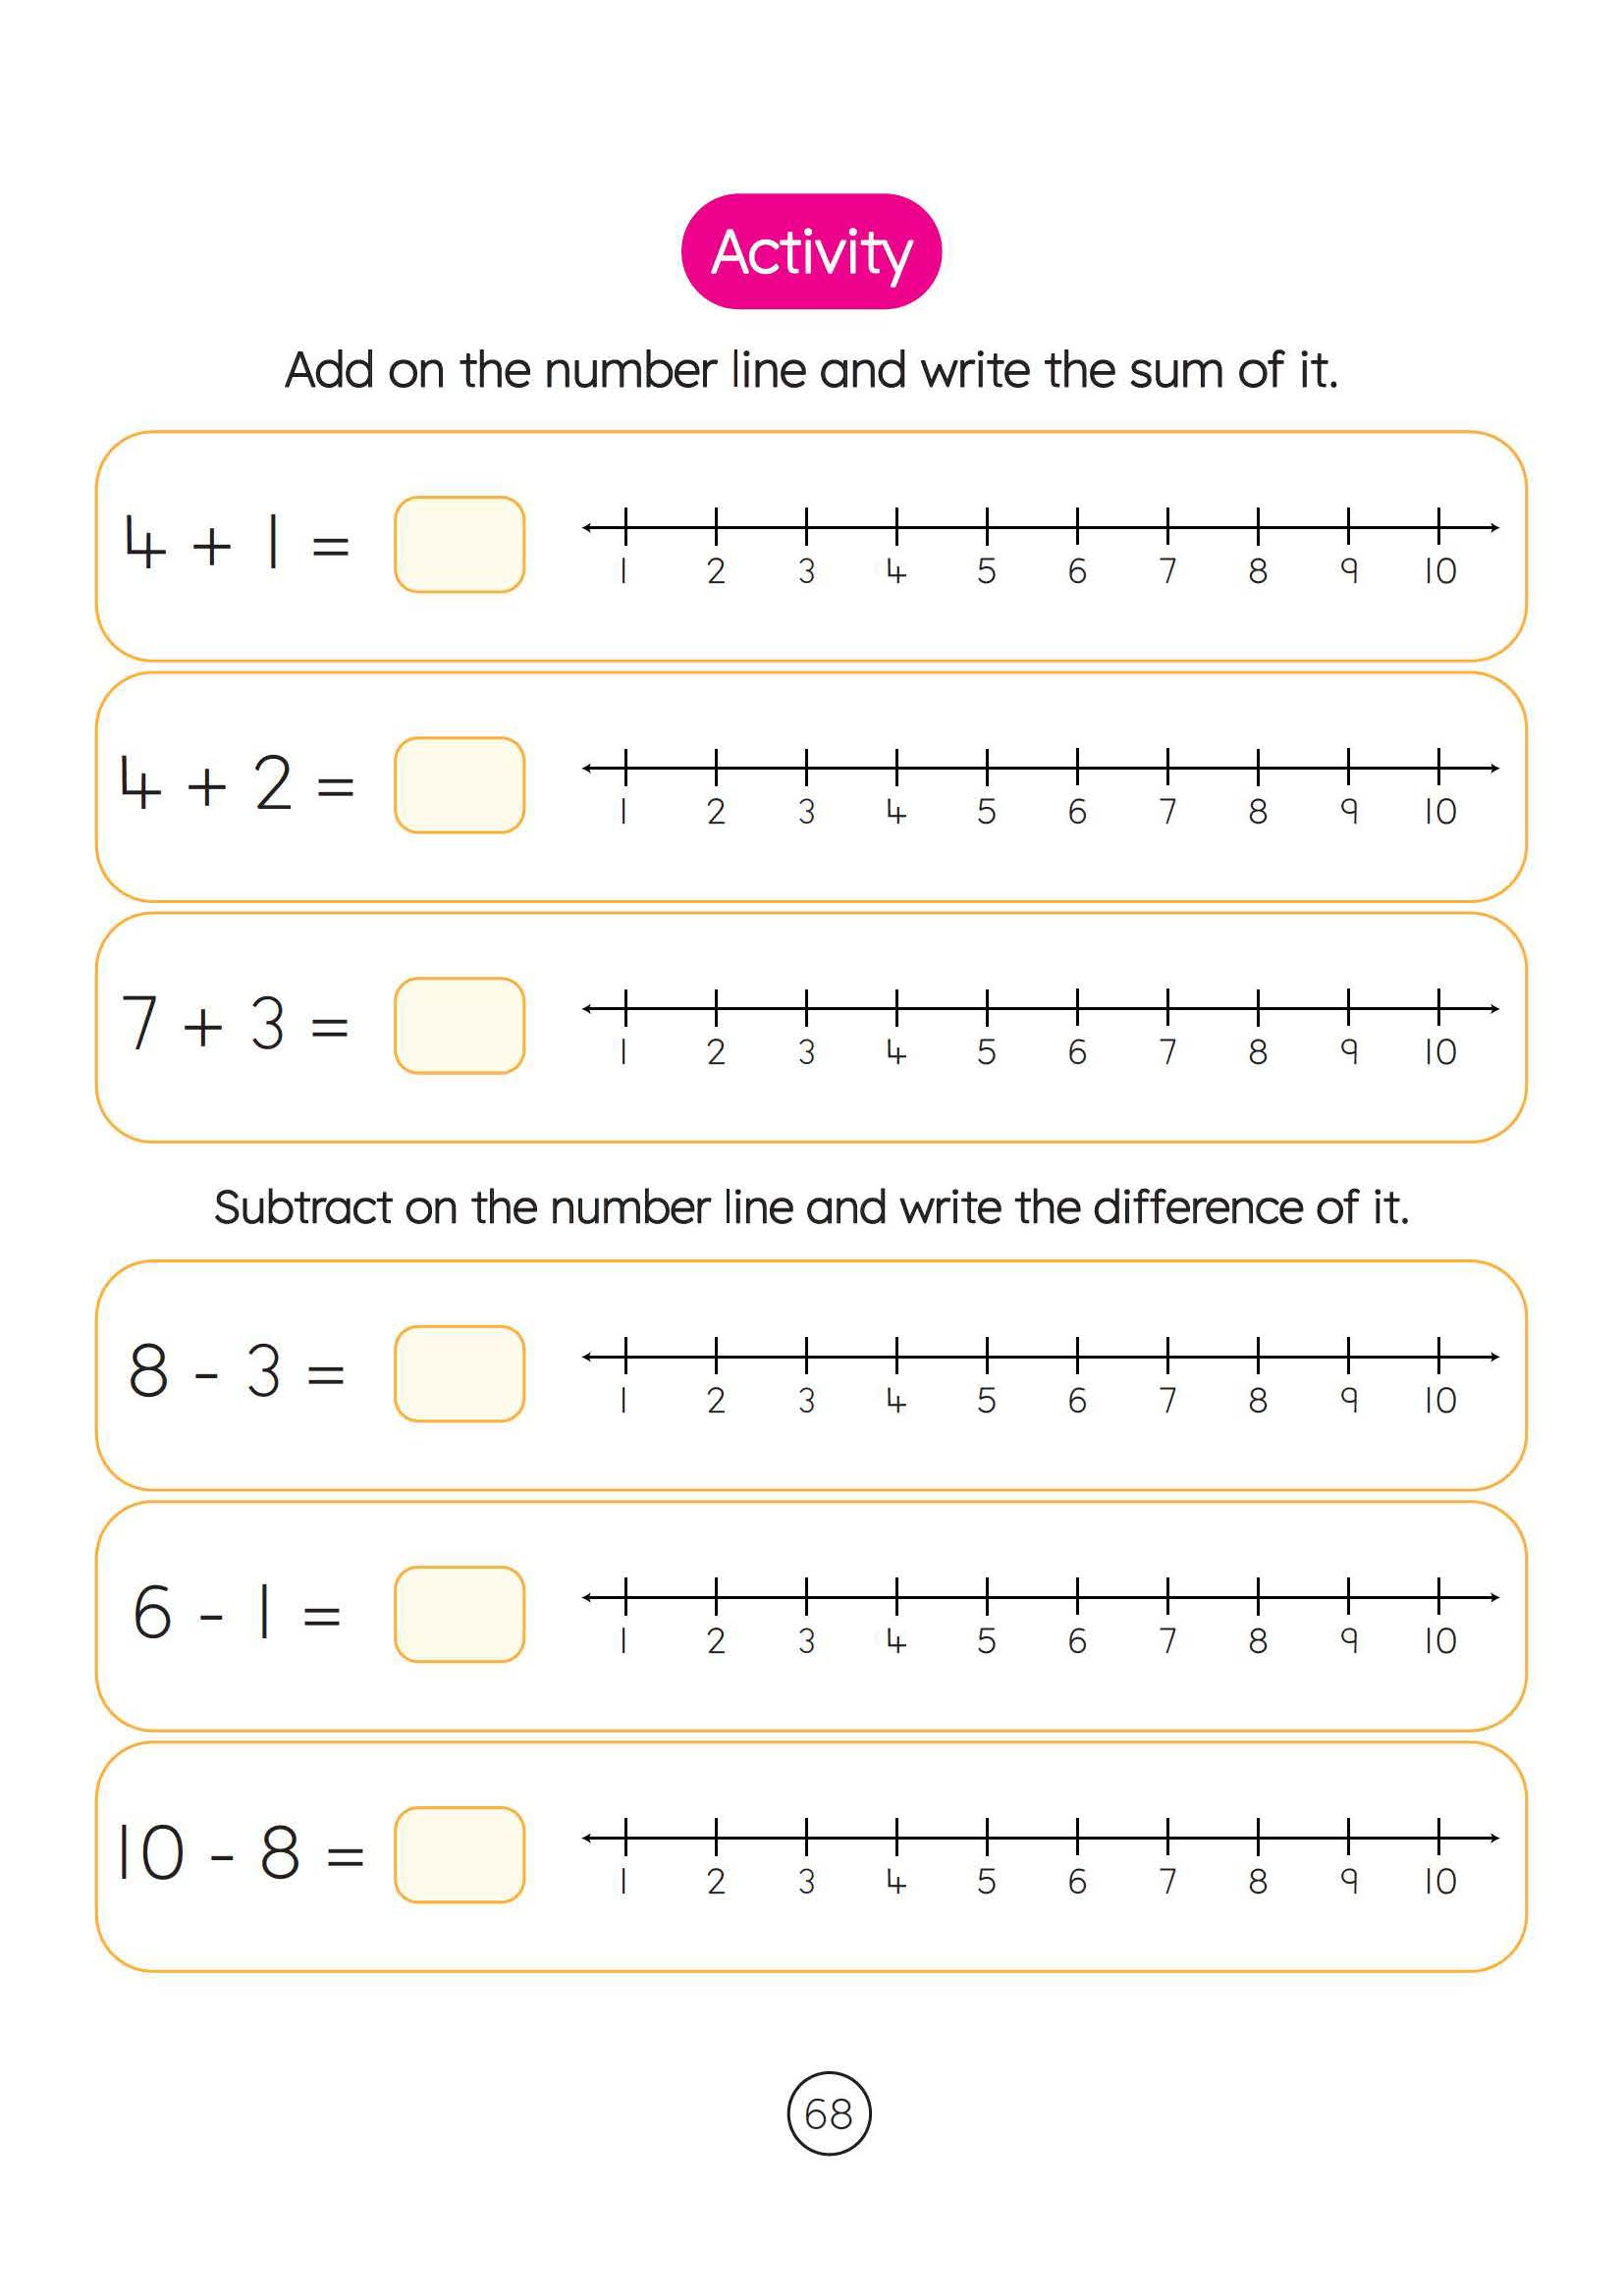 Activity
Add on the number line and write the sum of it.
4 + 1 =
1 2 3 4 5 6 7 8 9 10
4 + 2 =
1 2 3 4 5 6 7 8 9 10
7 + 3 =
1 2 3 4 5 6 7 8 9 10
Subtract on the number line and write the difference of it.
8 - 3 =
1 2 3 4 5 6 7 8 9 10
6 - 1 =
1 2 3 4 5 6 7 8 9 10
10 - 8 =
1 2 3 4 5 6 7 8 9 10
68